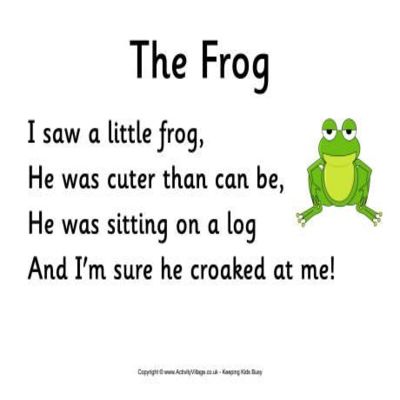 The Frog
I saw a little frog,
He was cuter than can be,
He was sitting on a log
And I'm sure he croaked at me!
Copyright © www.ActivityVillage.co.uk - Keeping Kids Busy